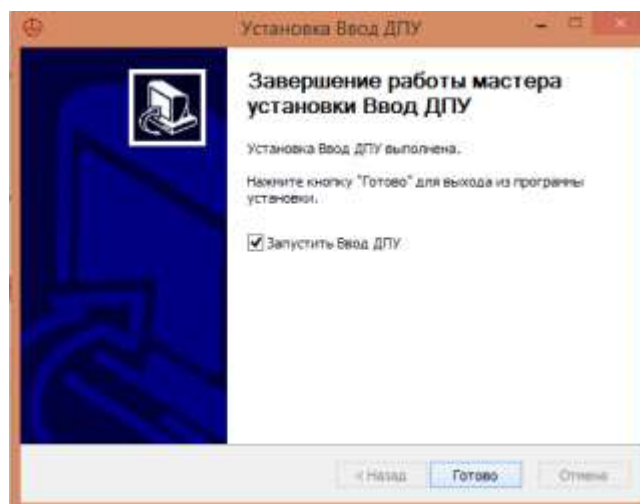 Установка Ввод ДПУ
Завершение работы мастера
установки Ввод ДПУ
Установка Ввод ДПУ выполнена.
Нажмите кнопку "Готово" для выхода из программы
установки.
Запустить Ввод ДПУ
< Назад Готово Отмена